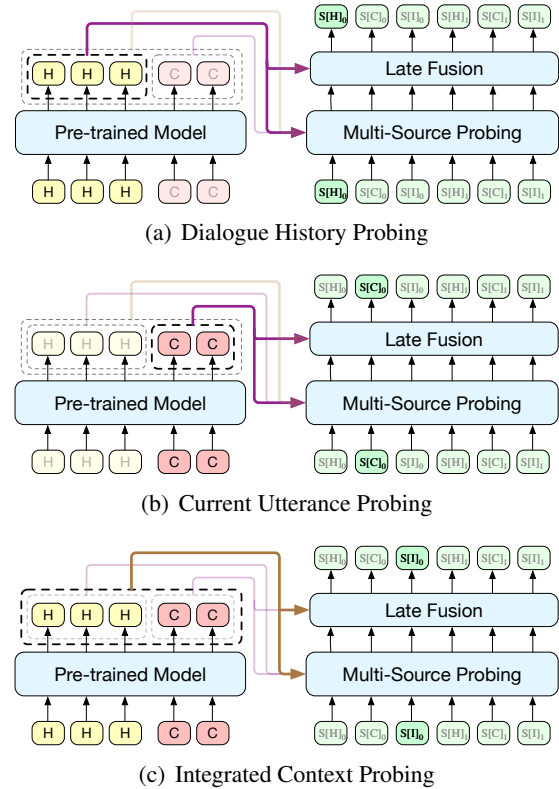 S[H]₀ S[C]₀ S[I]₀ S[H]₁ S[C]₁ S[I]₁
H H H C C Late Fusion
Pre-trained Model Multi-Source Probing
H H H C C S[H]₀ S[C]₀ S[I]₀ S[H]₁ S[C]₁ S[I]₁
(a) Dialogue History Probing
S[H]₀ S[C]₀ S[I]₀ S[H]₁ S[C]₁ S[I]₁
H H H C C Late Fusion
Pre-trained Model Multi-Source Probing
H H H C C S[H]₀ S[C]₀ S[I]₀ S[H]₁ S[C]₁ S[I]₁
(b) Current Utterance Probing
S[H]₀ S[C]₀ S[I]₀ S[H]₁ S[C]₁ S[I]₁
H H H C C Late Fusion
Pre-trained Model Multi-Source Probing
H H H C C S[H]₀ S[C]₀ S[I]₀ S[H]₁ S[C]₁ S[I]₁
(c) Integrated Context Probing